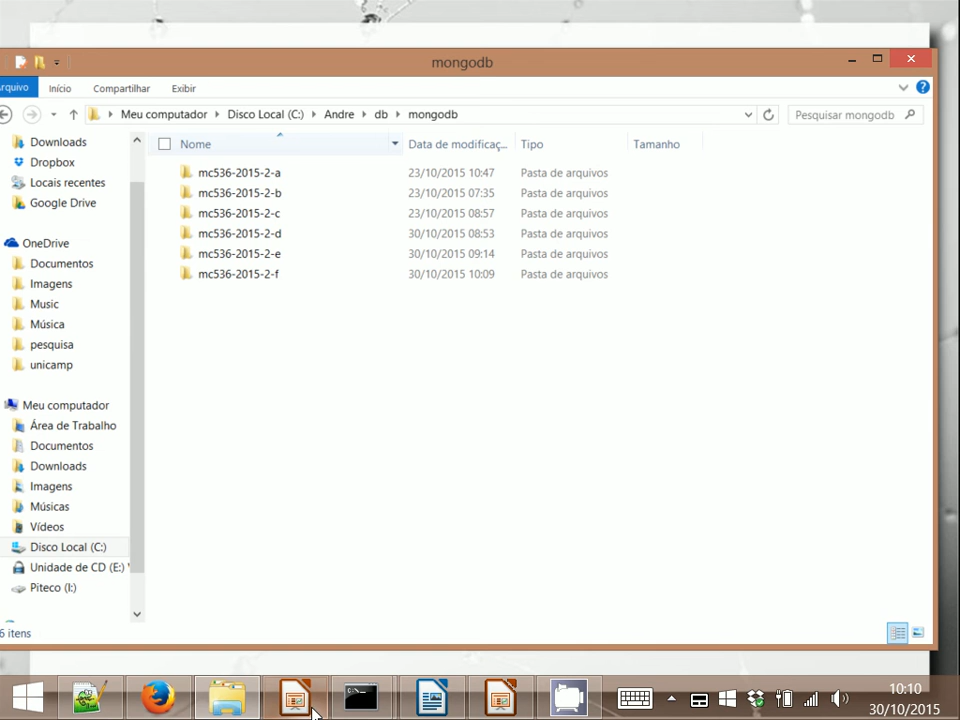 mongodb
rquivo Início Compartilhar Exibir
Meu computador Disco Local (C:) Andre db mongodb Pesquisar mongodb
Nome Data de modificaç... Tipo Tamanho
mc536-2015-2-a 23/10/2015 10:47 Pasta de arquivos
mc536-2015-2-b 23/10/2015 07:35 Pasta de arquivos
mc536-2015-2-c 23/10/2015 08:57 Pasta de arquivos
mc536-2015-2-d 30/10/2015 08:53 Pasta de arquivos
mc536-2015-2-e 30/10/2015 09:14 Pasta de arquivos
mc536-2015-2-f 30/10/2015 10:09 Pasta de arquivos
Downloads
Dropbox
Locais recentes
Google Drive
OneDrive
Documentos
Imagens
Music
Música
pesquisa
unicamp
Meu computador
Área de Trabalho
Documentos
Downloads
Imagens
Músicas
Vídeos
Disco Local (C:)
Unidade de CD (E:)
Piteco (I:)
6 itens
10:10
30/10/2015